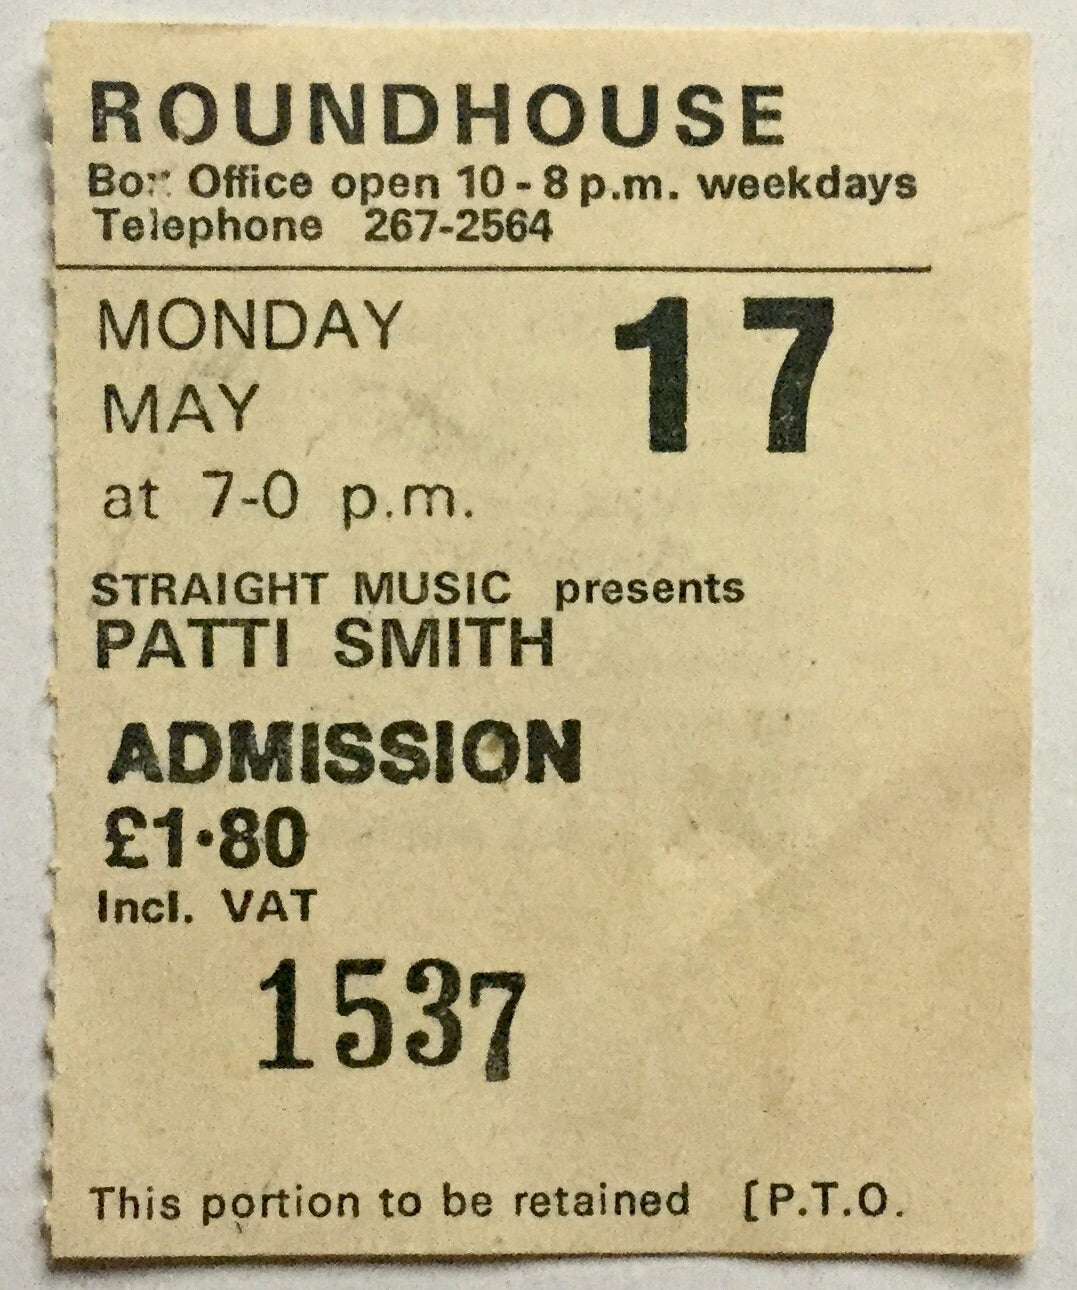 ROUNDHOUSE
Box Office open 10 - 8 p.m. weekdays
Telephone 267-2564
MONDAY 17
MAY
at 7-0 p.m.
STRAIGHT MUSIC presents
PATTI SMITH
ADMISSION
£1·80
Incl. VAT
1537
This portion to be retained [P.T.O.